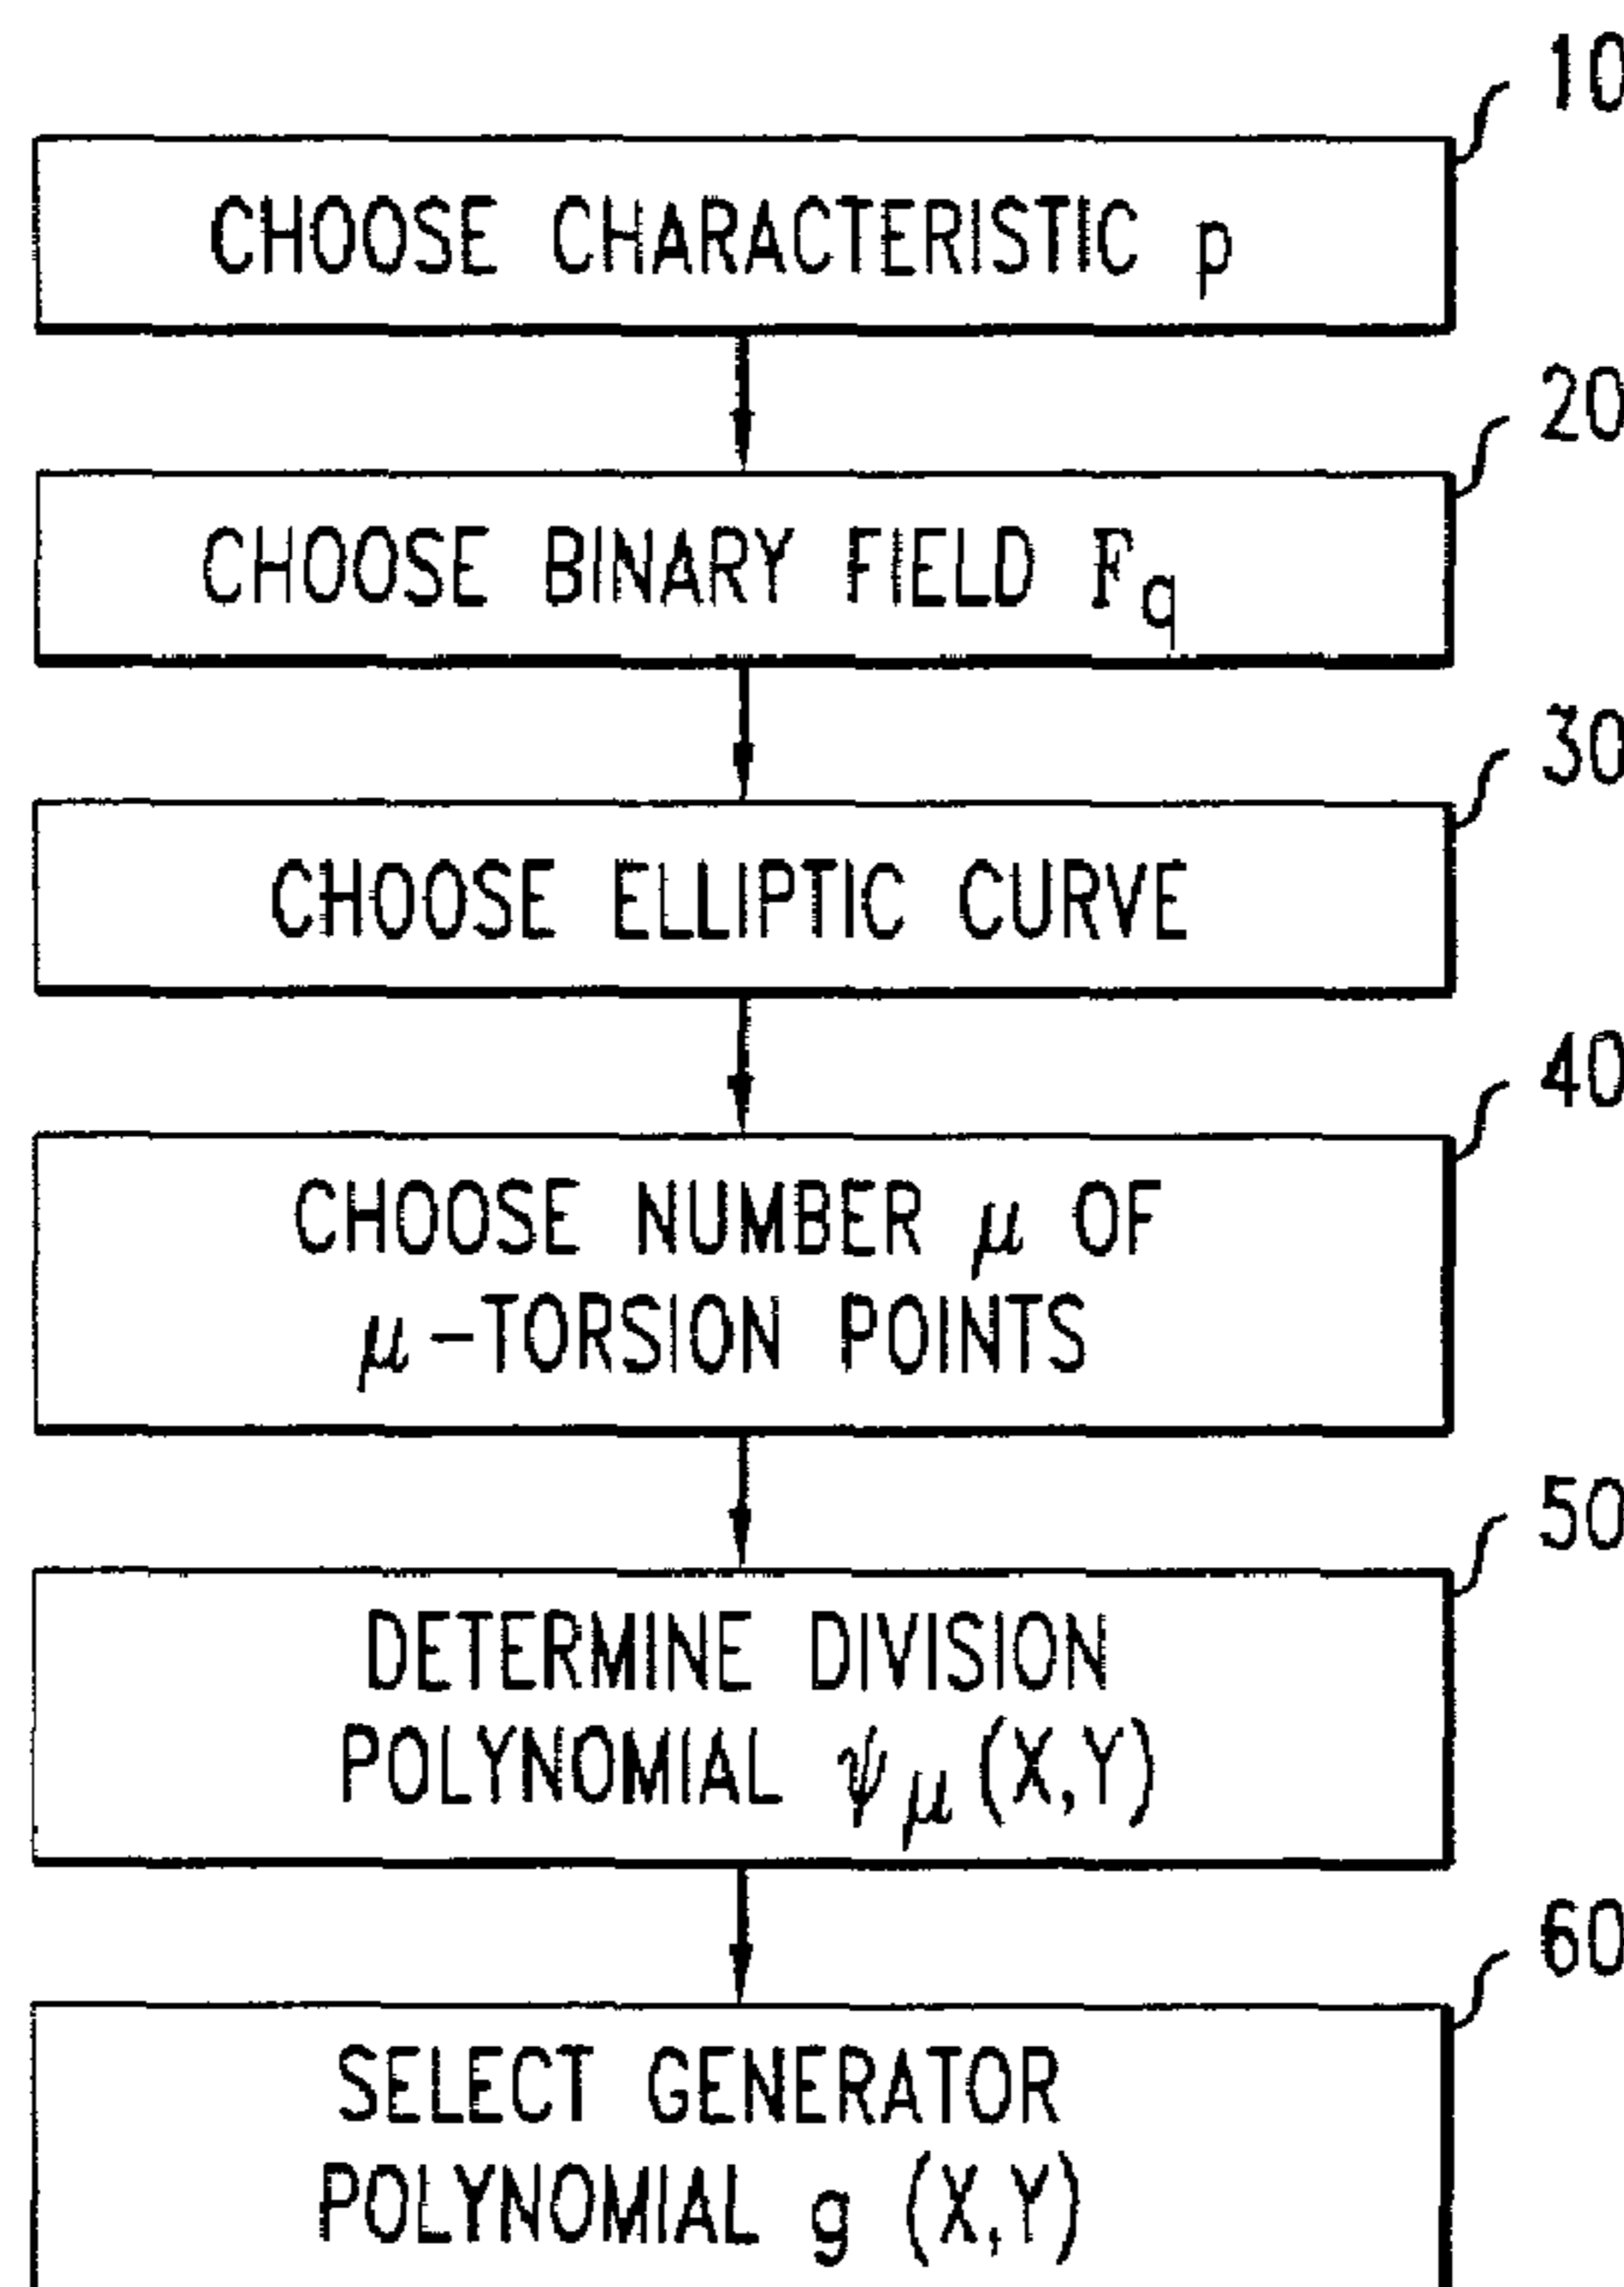 10
CHOOSE CHARACTERISTIC p
20
CHOOSE BINARY FIELD F_q
30
CHOOSE ELLIPTIC CURVE
40
CHOOSE NUMBER μ OF
μ-TORSION POINTS
50
DETERMINE DIVISION
POLYNOMIAL ψ_μ (X,Y)
60
SELECT GENERATOR
POLYNOMIAL g (X,Y)